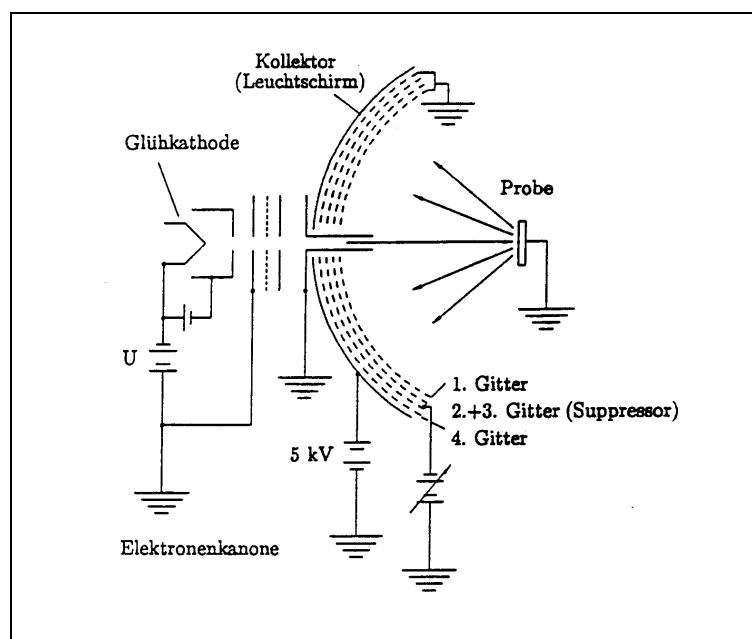 Kollektor
(Leuchtschirm)
Glühkathode
Probe
U
1. Gitter
2.+3. Gitter (Suppressor)
4. Gitter
5 kV
Elektronenkanone